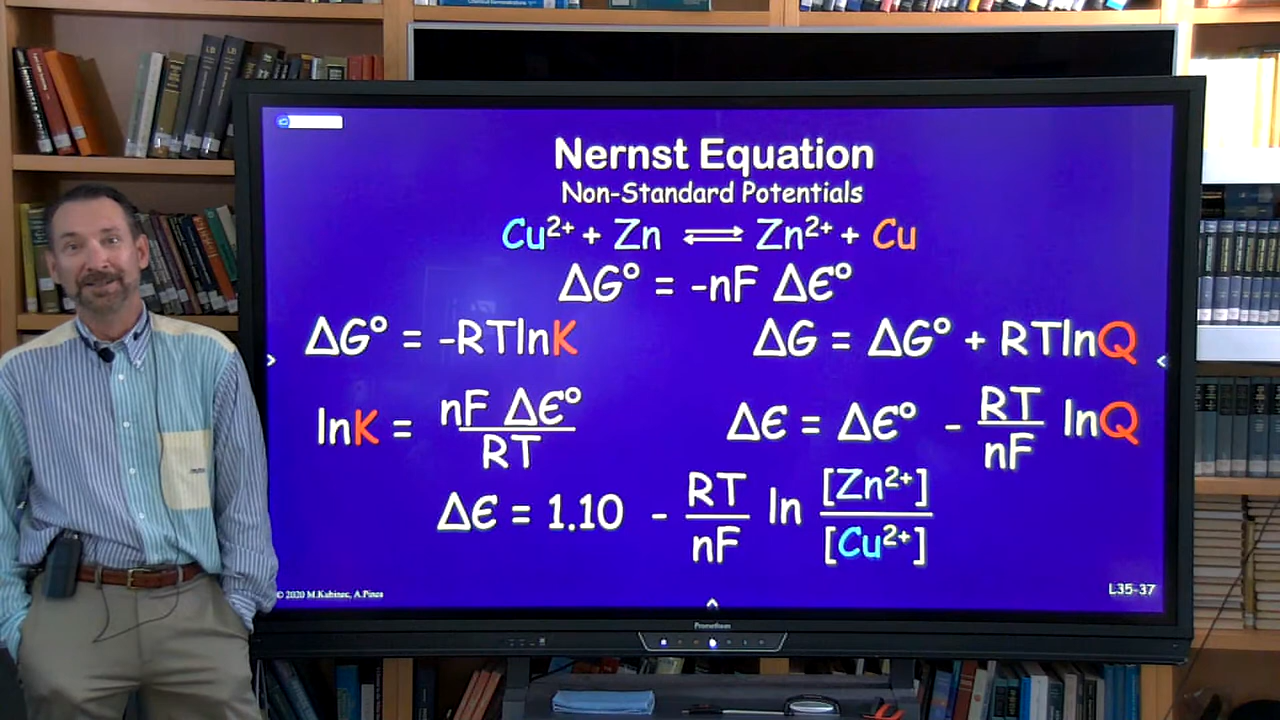 Nernst Equation
Non-Standard Potentials
Cu²⁺ + Zn ⇌ Zn²⁺ + Cu
ΔG° = -nF Δε°
ΔG° = -RTlnK
ΔG = ΔG° + RTlnQ
lnK = nF Δε° / RT
Δε = Δε° - RT/nF lnQ
Δε = 1.10 - RT/nF ln [Zn²⁺]/[Cu²⁺]
© 2020 M.Kubinec, A.Pines
L35-37
Promethean